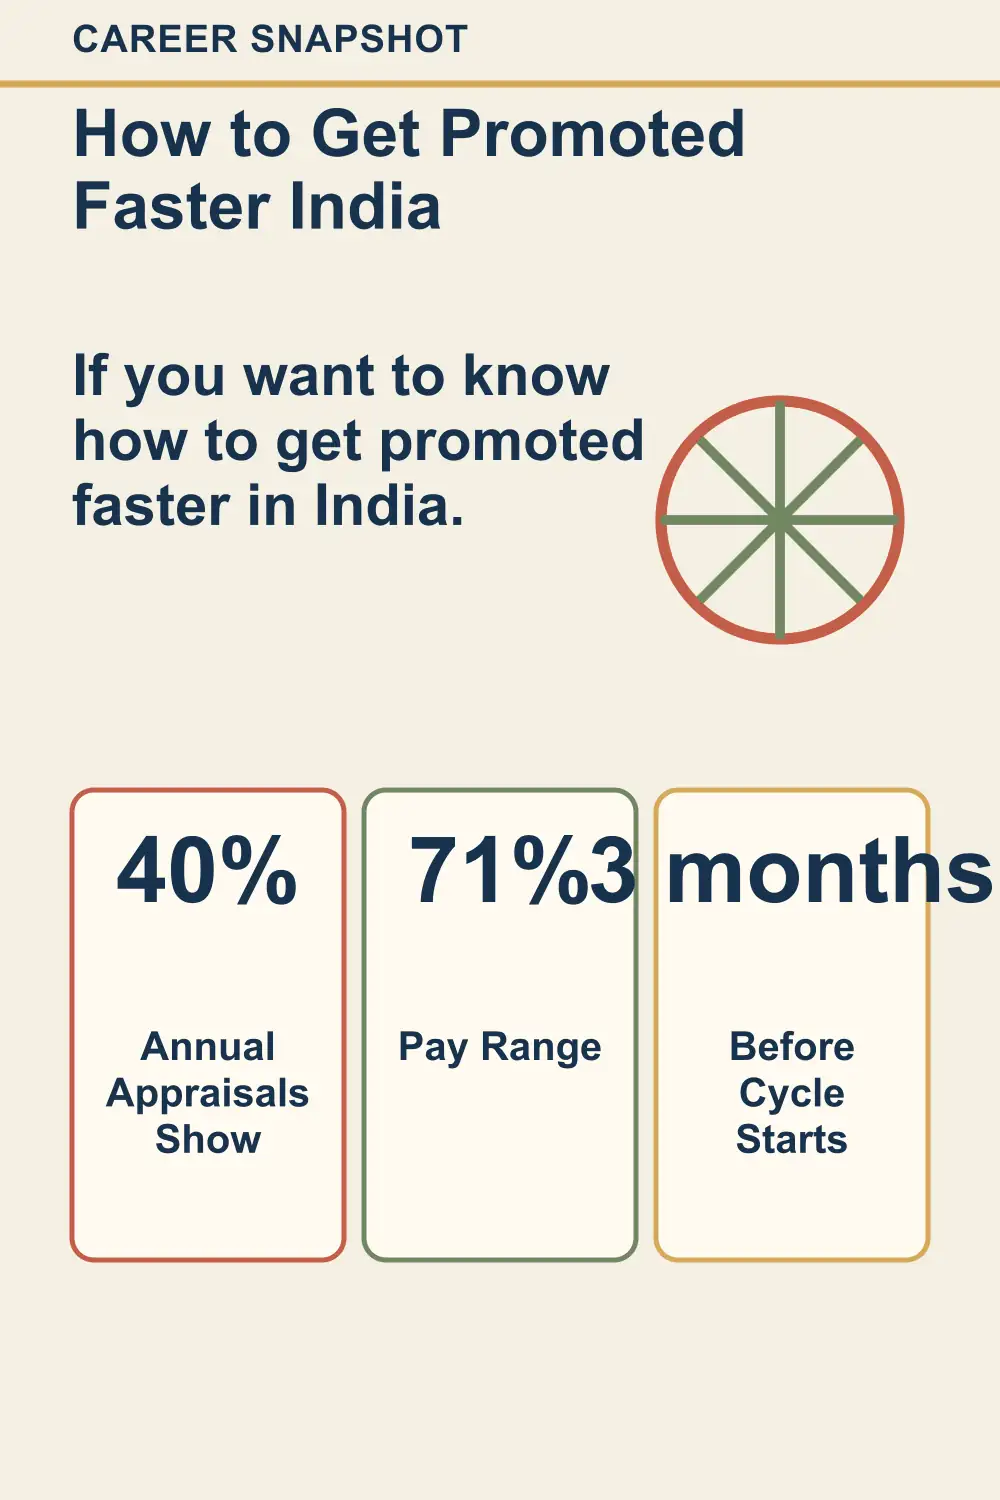 CAREER SNAPSHOT
How to Get Promoted
Faster India
If you want to know
how to get promoted
faster in India.
40%
Annual
Appraisals
Show
71%
Pay Range
3 months
Before
Cycle
Starts